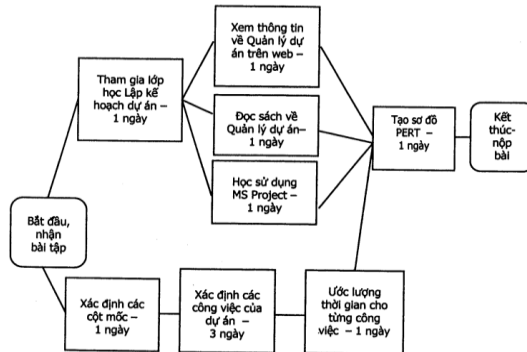 Xem thông tin
về Quản lý dự
án trên web –
1 ngày
Tham gia lớp
học Lập kế
hoạch dự án –
1 ngày
Đọc sách về
Quản lý dự án–
1 ngày
Tạo sơ đồ
PERT –
1 ngày
Kết
thúc-
nộp
bài
Học sử dụng
MS Project –
1 ngày
Bắt đầu,
nhận
bài tập
Xác định các
cột mốc –
1 ngày
Xác định các
công việc của
dự án –
3 ngày
Ước lượng
thời gian cho
từng công
việc – 1 ngày